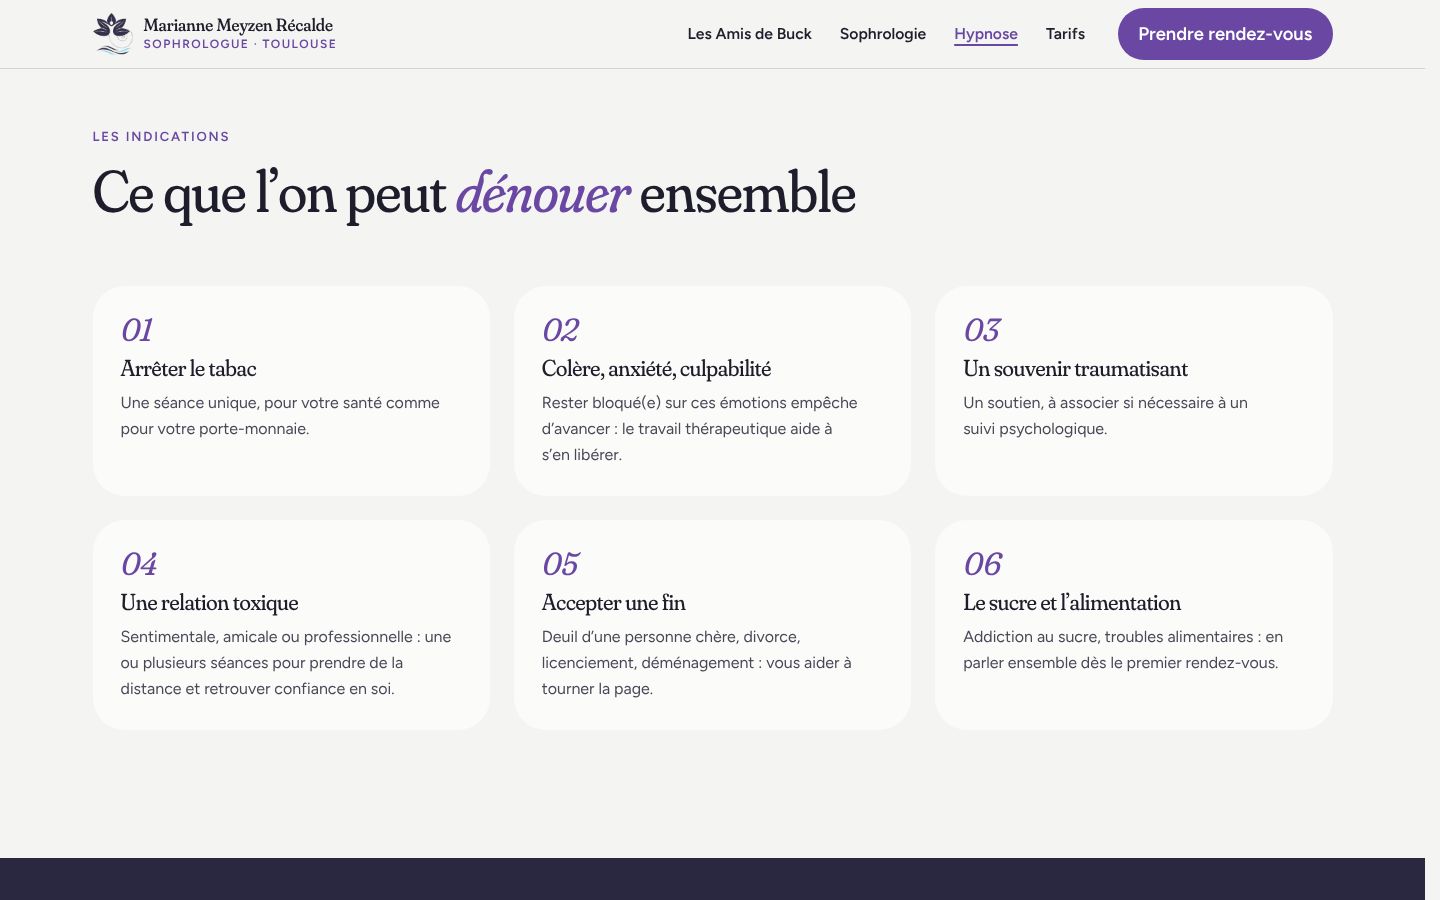 Marianne Meyzen Récalde
SOPHROLOGUE · TOULOUSE
Les Amis de Buck
Sophrologie
Hypnose
Tarifs
Prendre rendez-vous
LES INDICATIONS
Ce que l’on peut dénouer ensemble
01
Arrêter le tabac
Une séance unique, pour votre santé comme
pour votre porte-monnaie.
02
Colère, anxiété, culpabilité
Rester bloqué(e) sur ces émotions empêche
d’avancer : le travail thérapeutique aide à
s’en libérer.
03
Un souvenir traumatisant
Un soutien, à associer si nécessaire à un
suivi psychologique.
04
Une relation toxique
Sentimentale, amicale ou professionnelle : une
ou plusieurs séances pour prendre de la
distance et retrouver confiance en soi.
05
Accepter une fin
Deuil d’une personne chère, divorce,
licenciement, déménagement : vous aider à
tourner la page.
06
Le sucre et l’alimentation
Addiction au sucre, troubles alimentaires : en
parler ensemble dès le premier rendez-vous.